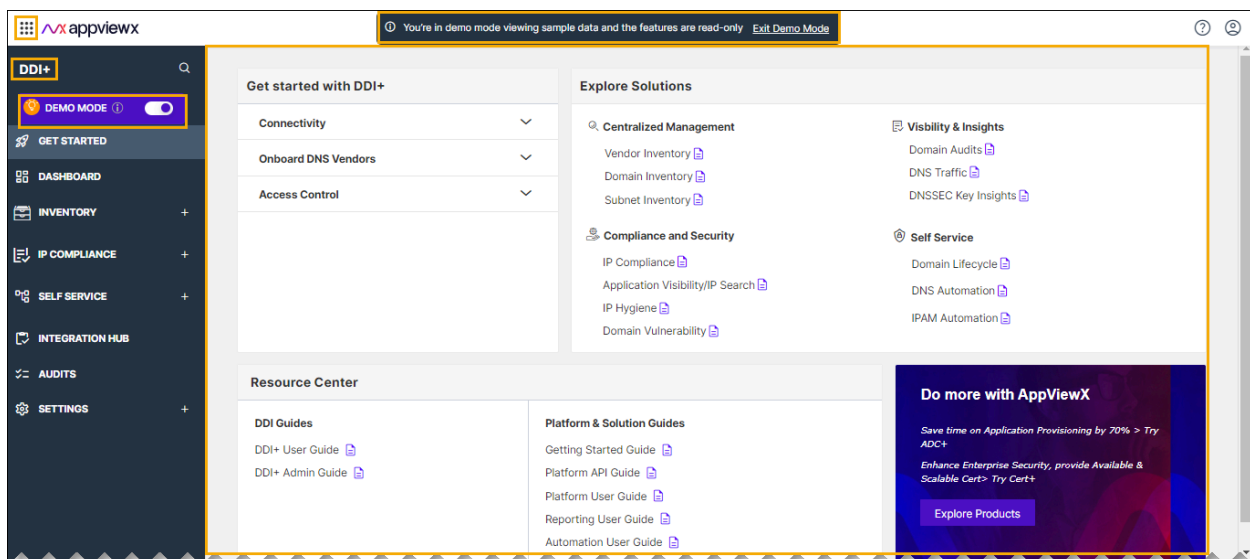 appviewx
You're in demo mode viewing sample data and the features are read-only Exit Demo Mode
DDI+
DEMO MODE
GET STARTED
DASHBOARD
INVENTORY +
IP COMPLIANCE +
SELF SERVICE +
INTEGRATION HUB
AUDITS
SETTINGS +
Get started with DDI+
Connectivity
Onboard DNS Vendors
Access Control
Explore Solutions
Centralized Management
Vendor Inventory
Domain Inventory
Subnet Inventory
Visbility & Insights
Domain Audits
DNS Traffic
DNSSEC Key Insights
Compliance and Security
IP Compliance
Application Visibility/IP Search
IP Hygiene
Domain Vulnerability
Self Service
Domain Lifecycle
DNS Automation
IPAM Automation
Resource Center
DDI Guides
DDI+ User Guide
DDI+ Admin Guide
Platform & Solution Guides
Getting Started Guide
Platform API Guide
Platform User Guide
Reporting User Guide
Automation User Guide
Do more with AppViewX
Save time on Application Provisioning by 70% > Try
ADC+
Enhance Enterprise Security, provide Available &
Scalable Cert> Try Cert+
Explore Products